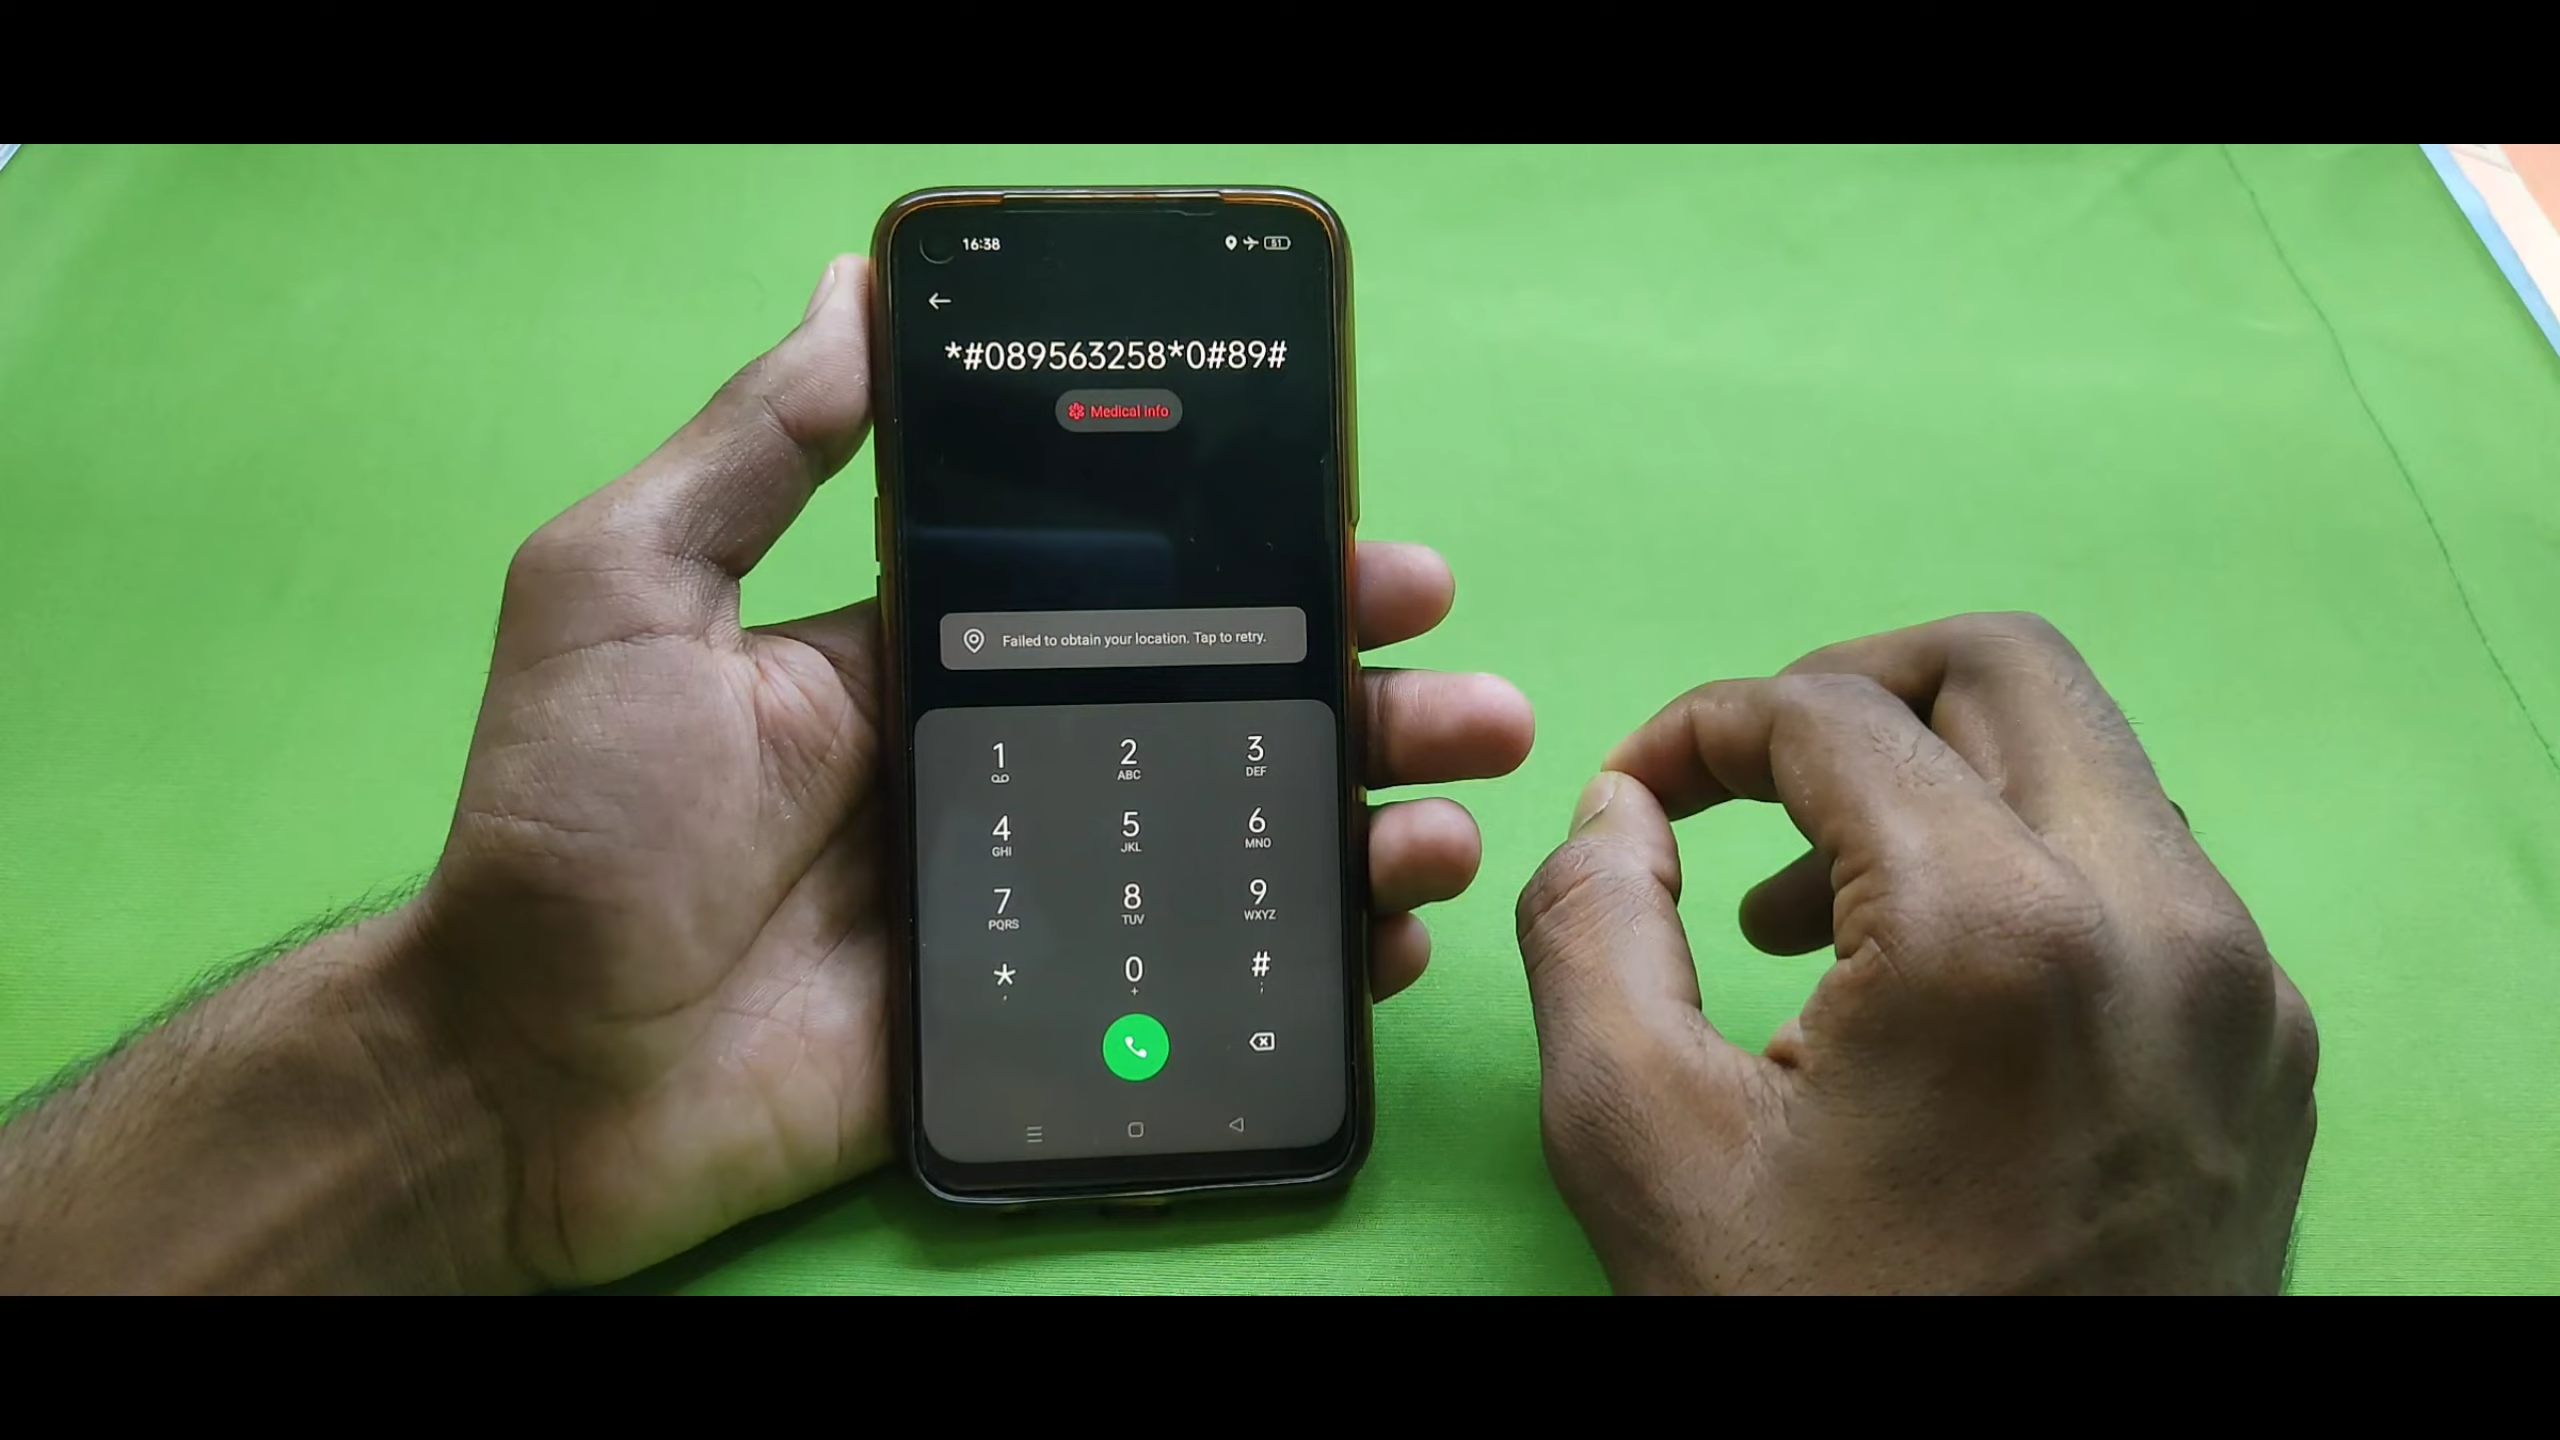 16:38
51
*#089563258*0#89#
Medical Info
Failed to obtain your location. Tap to retry.
1 2 3
ABC DEF
4 5 6
GHI JKL MNO
7 8 9
PQRS TUV WXYZ
* 0 #
, + ;